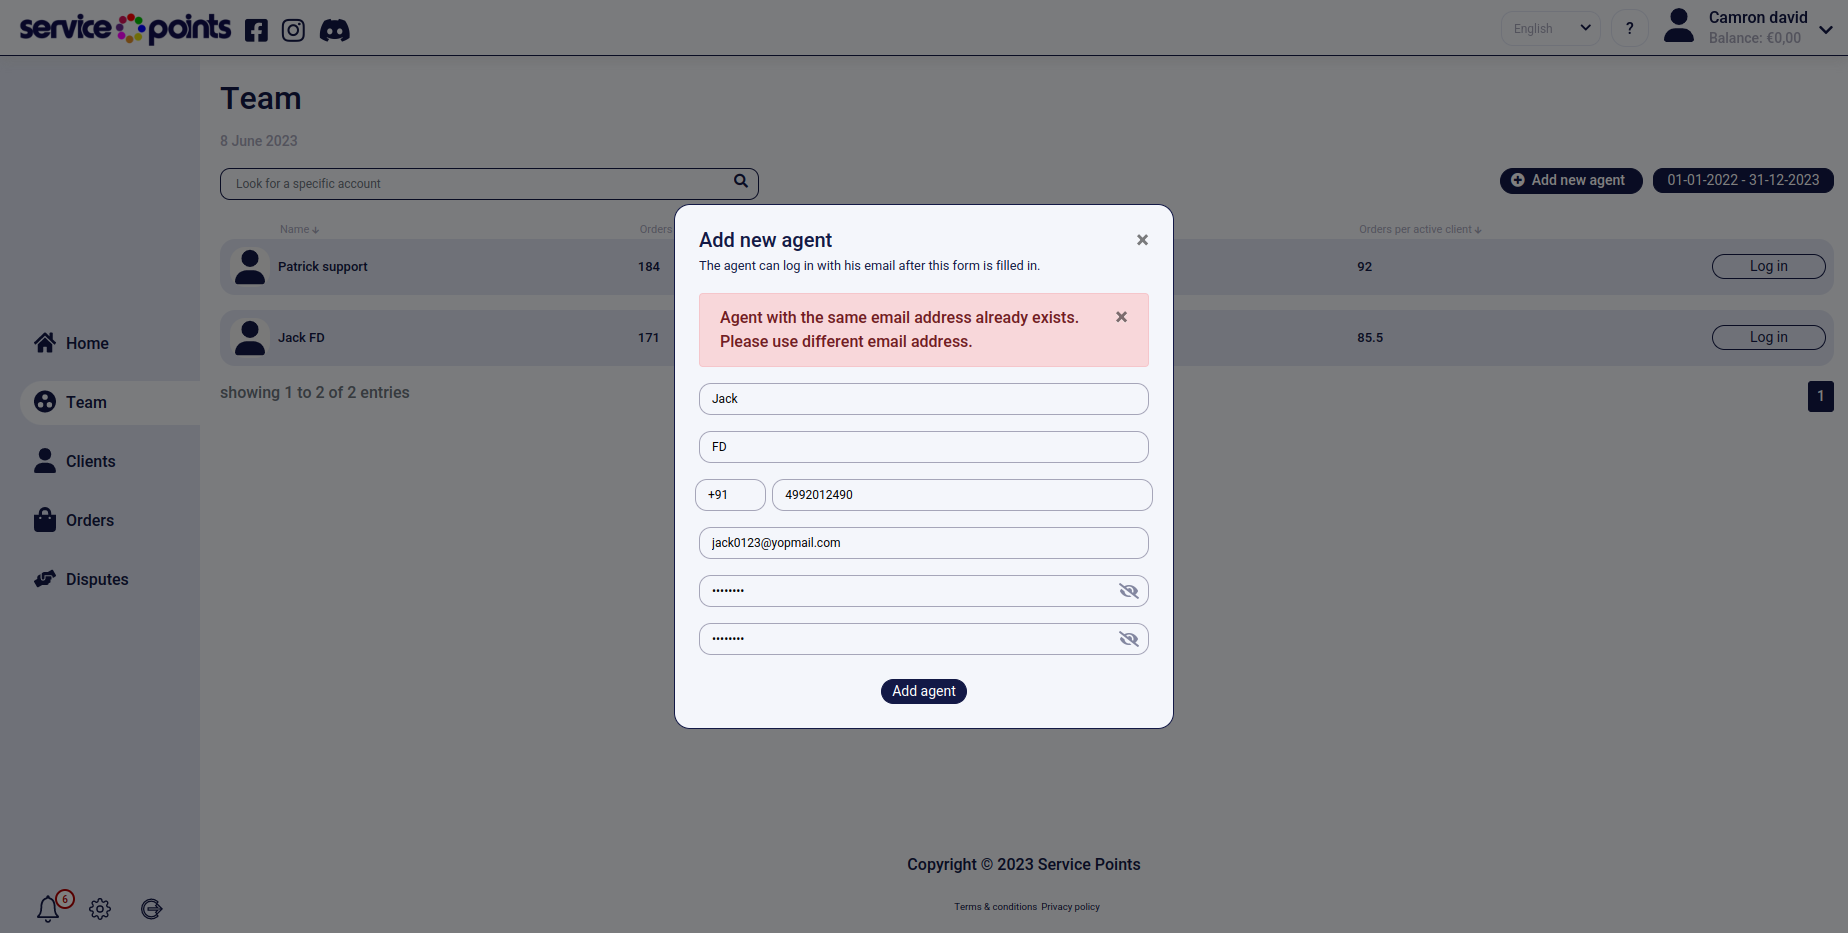 service points
English
?
Camron david
Balance: €0,00
Team
8 June 2023
Look for a specific account
Add new agent
01-01-2022 - 31-12-2023
Name
Orders
Orders per active client
Patrick support
184
92
Log in
Jack FD
171
85.5
Log in
showing 1 to 2 of 2 entries
1
Home
Team
Clients
Orders
Disputes
6
Add new agent
×
The agent can log in with his email after this form is filled in.
Agent with the same email address already exists.
Please use different email address.
×
Jack
FD
+91
4992012490
jack0123@yopmail.com
••••••••
••••••••
Add agent
Copyright © 2023 Service Points
Terms & conditions Privacy policy